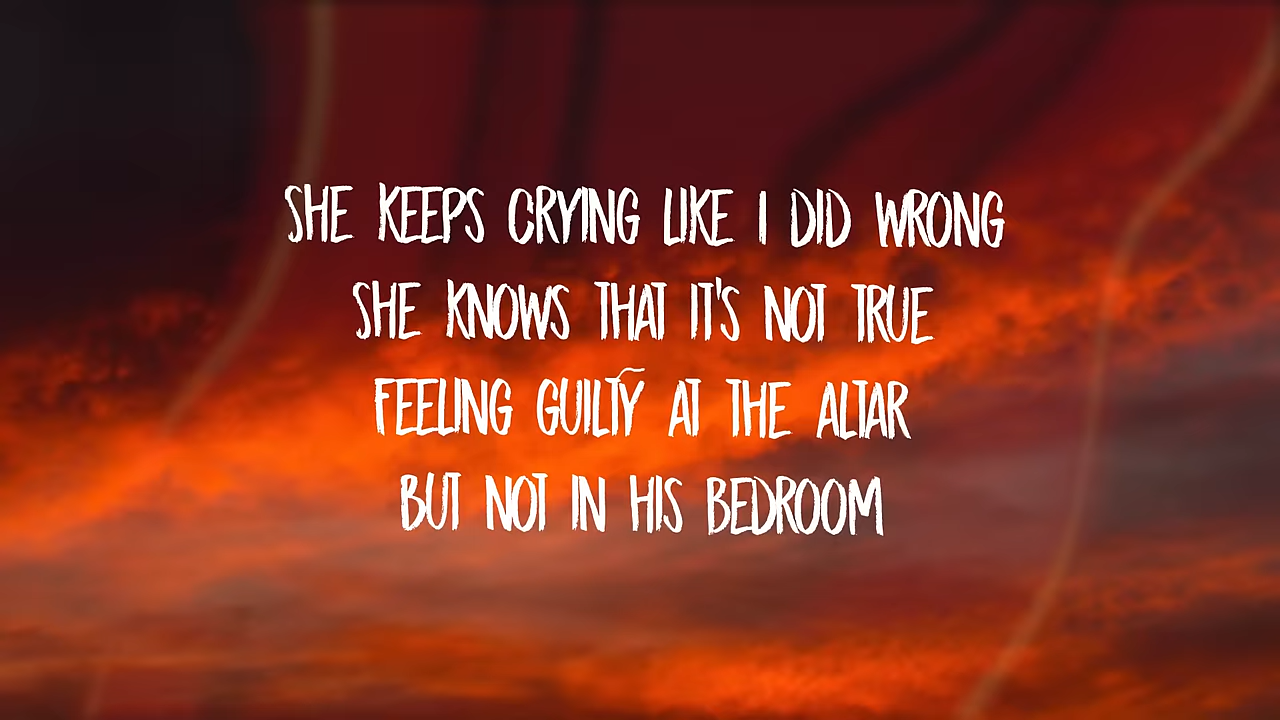 SHE KEEPS CRYING LIKE I DID WRONG
SHE KNOWS THAT IT'S NOT TRUE
FEELING GUILTY AT THE ALTAR
BUT NOT IN HIS BEDROOM